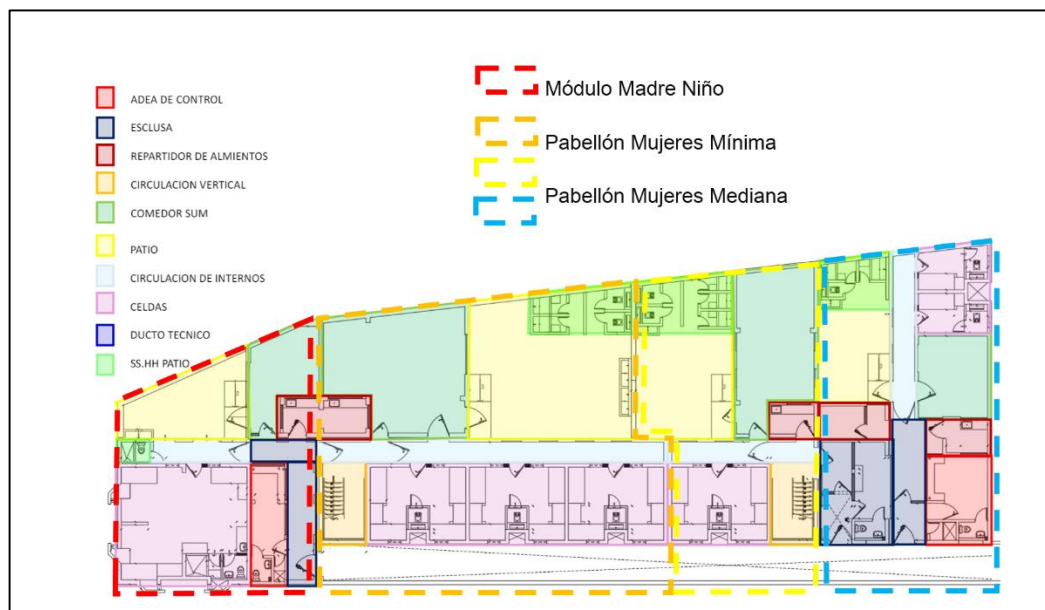 ADEA DE CONTROL
ESCLUSA
REPARTIDOR DE ALMIENTOS
CIRCULACION VERTICAL
COMEDOR SUM
PATIO
CIRCULACION DE INTERNOS
CELDAS
DUCTO TECNICO
SS.HH PATIO
Módulo Madre Niño
Pabellón Mujeres Mínima
Pabellón Mujeres Mediana